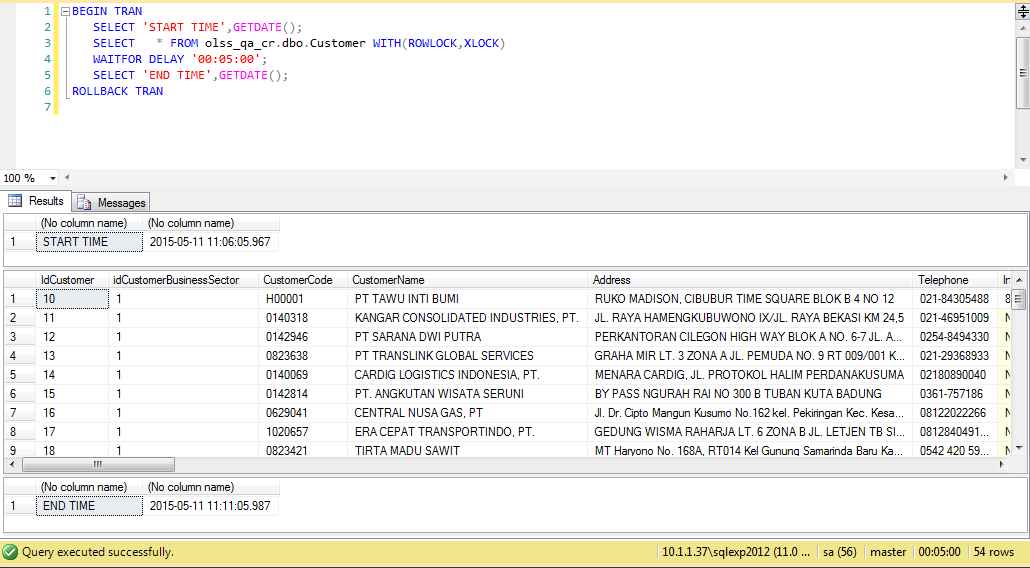 1 BEGIN TRAN
2 SELECT 'START TIME',GETDATE();
3 SELECT * FROM olss_qa_cr.dbo.Customer WITH(ROWLOCK,XLOCK)
4 WAITFOR DELAY '00:05:00';
5 SELECT 'END TIME',GETDATE();
6 ROLLBACK TRAN
7
100 %
Results Messages
(No column name) (No column name)
1 START TIME 2015-05-11 11:06:05.967
IdCustomer idCustomerBusinessSector CustomerCode CustomerName Address Telephone
1 10 1 H00001 PT TAWU INTI BUMI RUKO MADISON, CIBUBUR TIME SQUARE BLOK B 4 NO 12 021-84305488 8
2 11 1 0140318 KANGAR CONSOLIDATED INDUSTRIES, PT. JL. RAYA HAMENGKUBUWONO IX/JL. RAYA BEKASI KM 24,5 021-46951009
3 12 1 0142946 PT SARANA DWI PUTRA PERKANTORAN CILEGON HIGH WAY BLOK A NO. 6-7 JL. A... 0254-8494330
4 13 1 0823638 PT TRANSLINK GLOBAL SERVICES GRAHA MIR LT. 3 ZONA A JL. PEMUDA NO. 9 RT 009/001 K... 021-29368933
5 14 1 0140069 CARDIG LOGISTICS INDONESIA, PT. MENARA CARDIG, JL. PROTOKOL HALIM PERDANAKUSUMA 02180890040
6 15 1 0142814 PT. ANGKUTAN WISATA SERUNI BY PASS NGURAH RAI NO 300 B TUBAN KUTA BADUNG 0361-757186
7 16 1 0629041 CENTRAL NUSA GAS, PT Jl. Dr. Cipto Mangun Kusumo No.162 kel. Pekiringan Kec. Kesa... 08122022266
8 17 1 1020657 ERA CEPAT TRANSPORTINDO, PT. GEDUNG WISMA RAHARJA LT. 6 ZONA B JL. LETJEN TB SI... 0812840491...
9 18 1 0823421 TIRTA MADU SAWIT MT Haryono No. 168A, RT014 Kel Gunung Samarinda Baru Ka... 0542 420 59...
(No column name) (No column name)
1 END TIME 2015-05-11 11:11:05.987
Query executed successfully. 10.1.1.37\sqlexp2012 (11.0 ... sa (56) master 00:05:00 54 rows